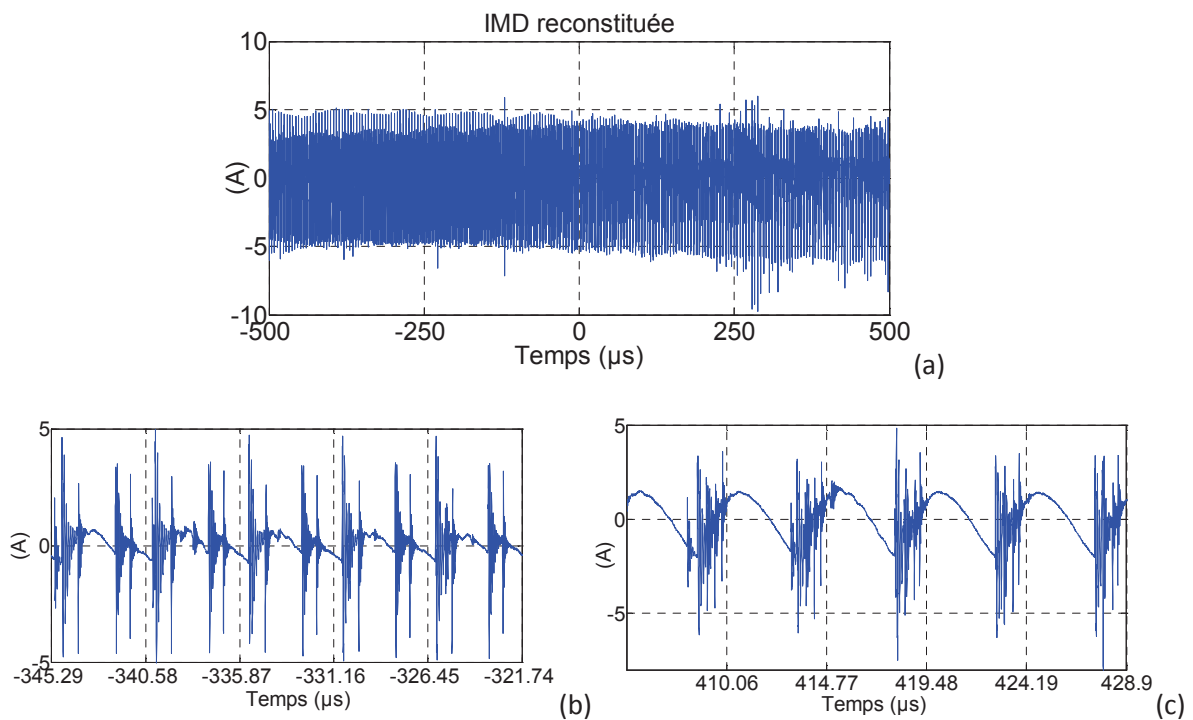 IMD reconstituée
10
5
0
-5
-10
(A)
-500 -250 0 250 500
Temps (µs)
(a)
5
0
-5
(A)
-345.29 -340.58 -335.87 -331.16 -326.45 -321.74
Temps (µs)
(b)
5
0
-5
(A)
410.06 414.77 419.48 424.19 428.9
Temps (µs)
(c)